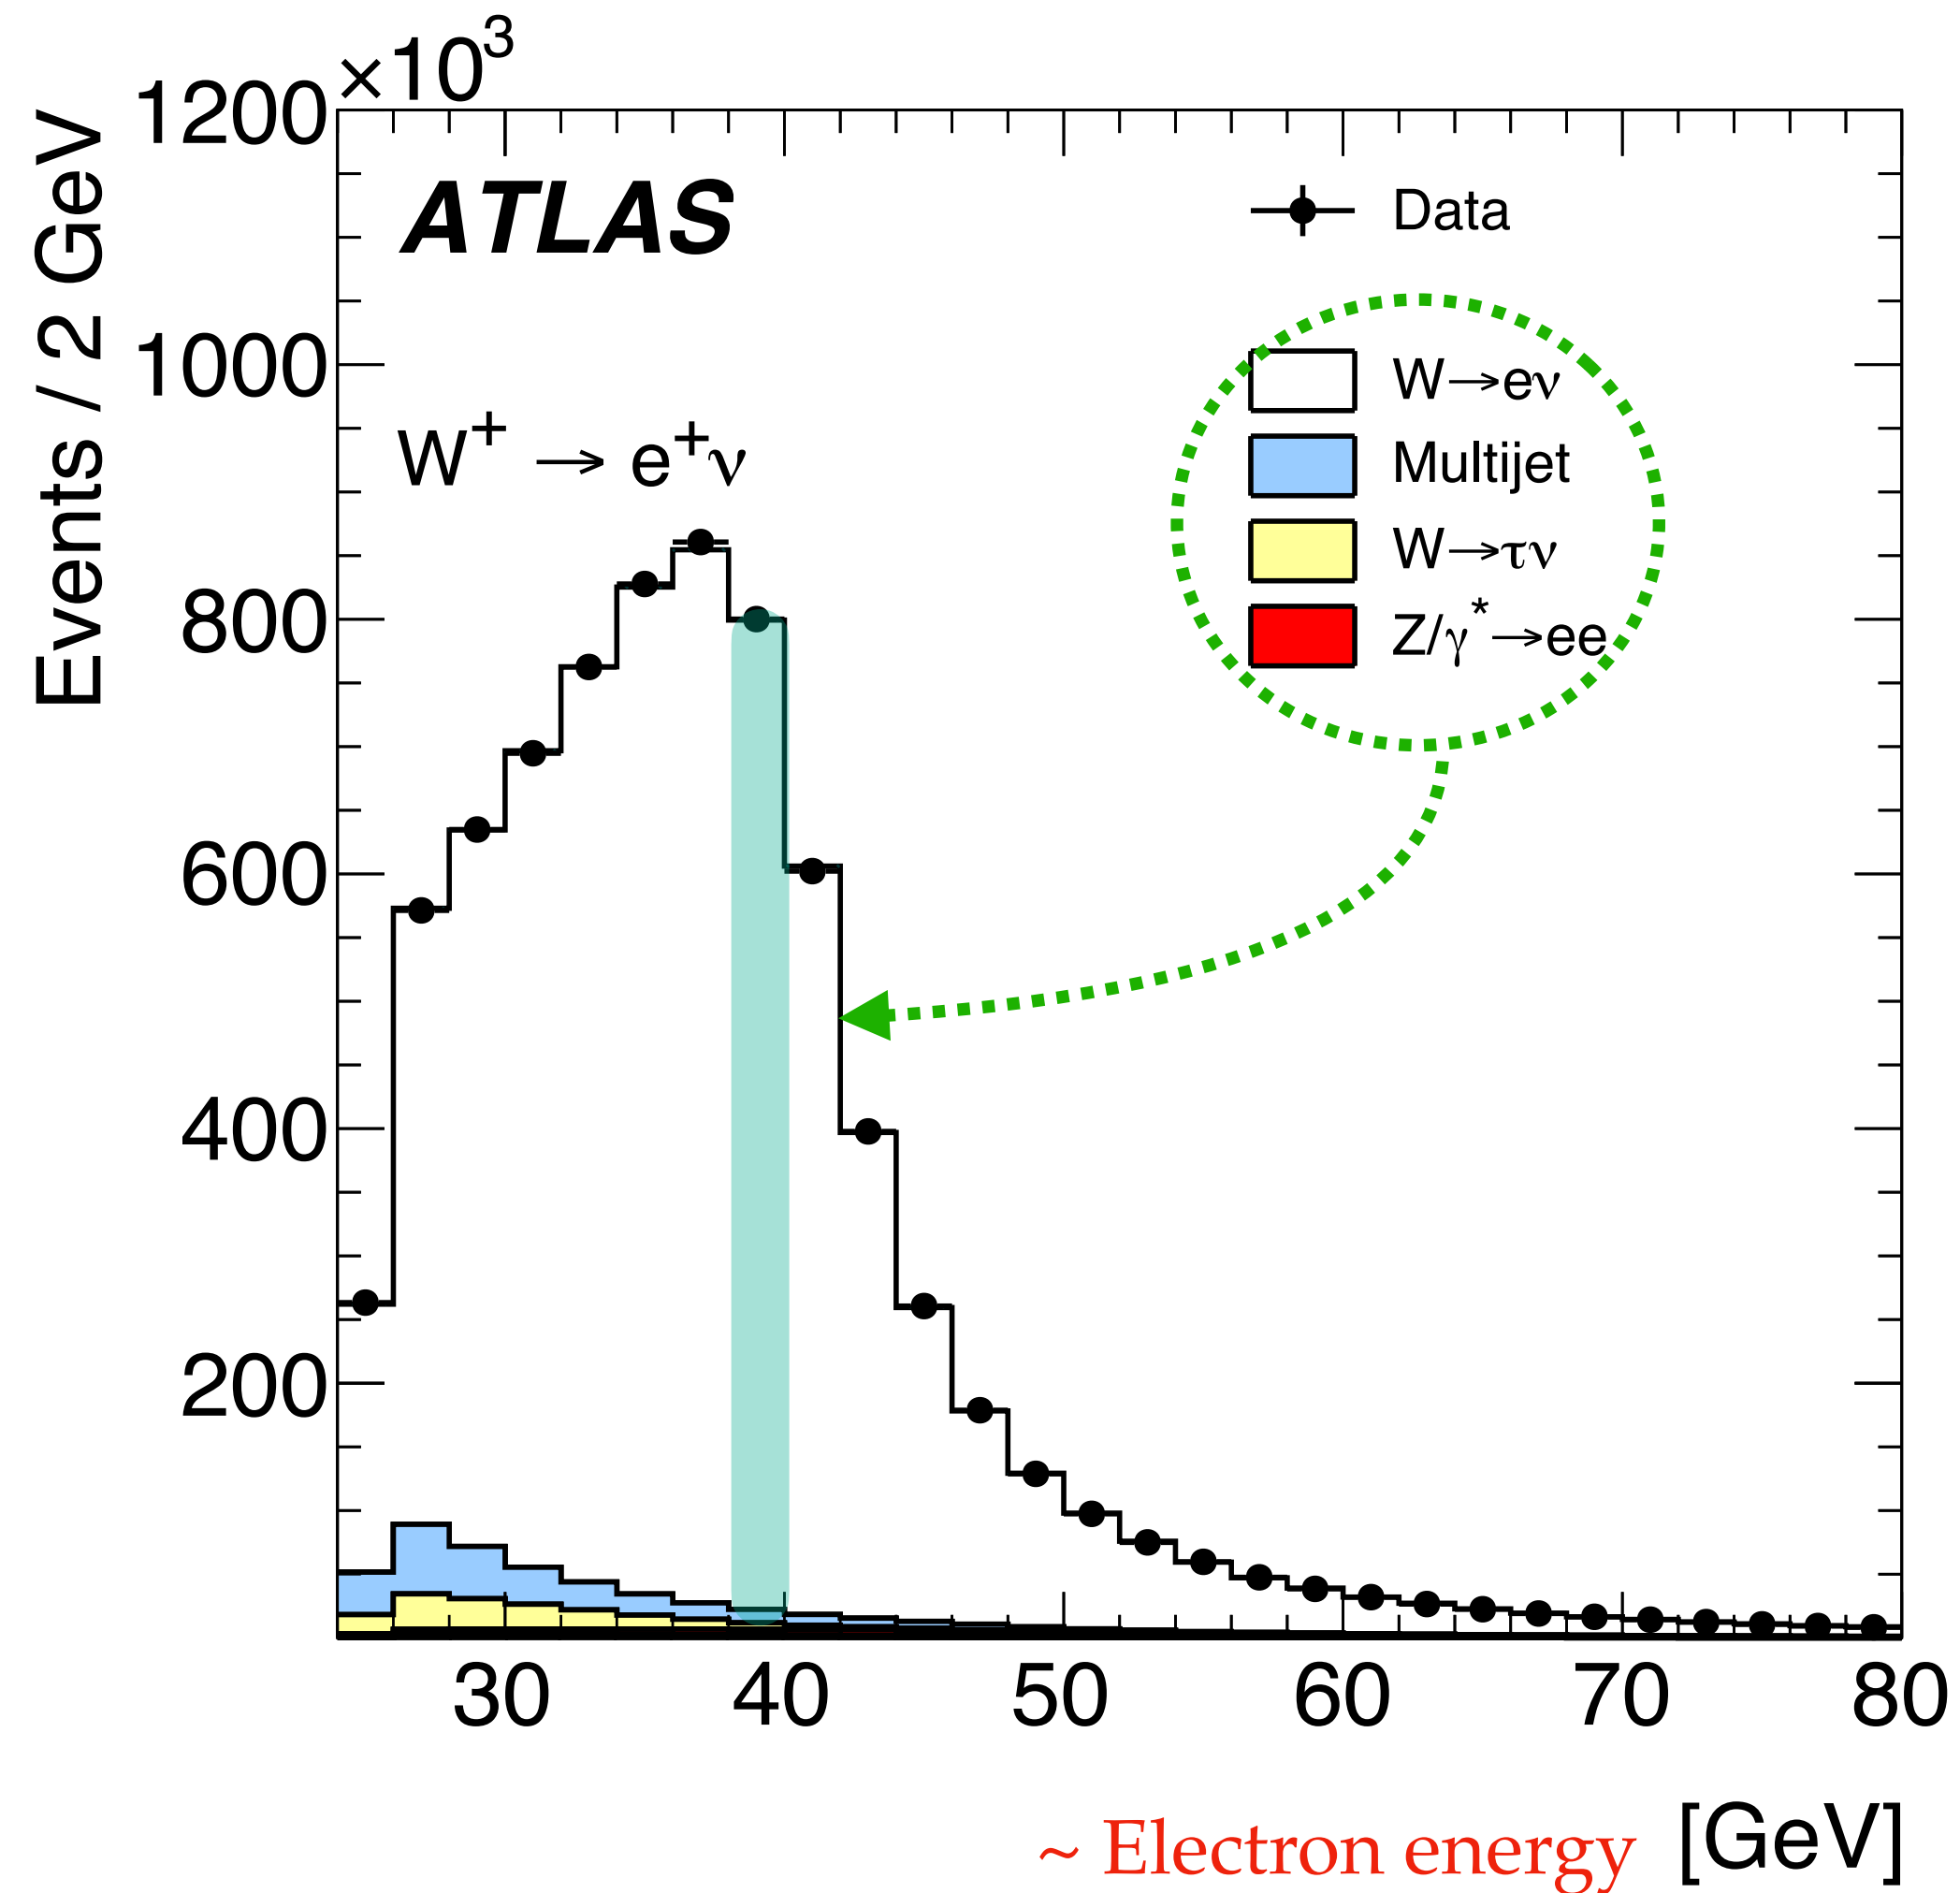 ×10³
Events / 2 GeV
1200
1000
800
600
400
200
ATLAS
W⁺ → e⁺ν
Data
W→eν
Multijet
W→τν
Z/γ*→ee
30 40 50 60 70 80
~ Electron energy [GeV]